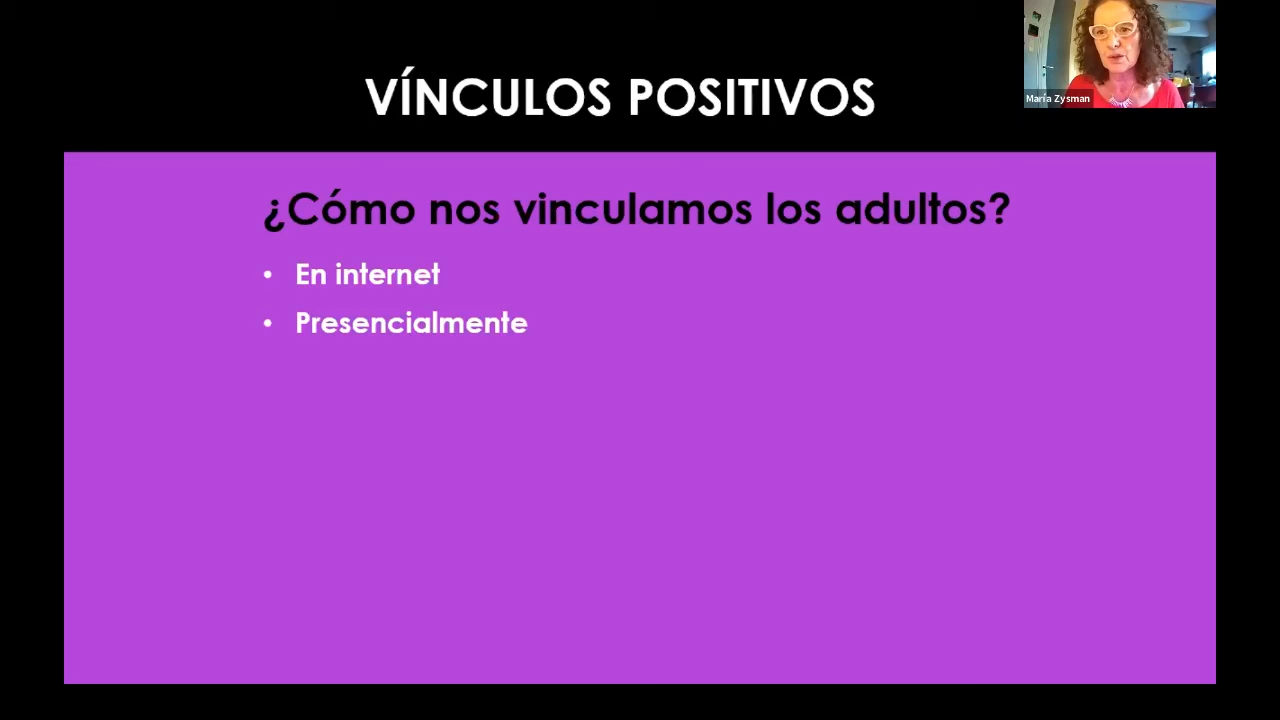 VÍNCULOS POSITIVOS
María Zysman
¿Cómo nos vinculamos los adultos?
• En internet
• Presencialmente